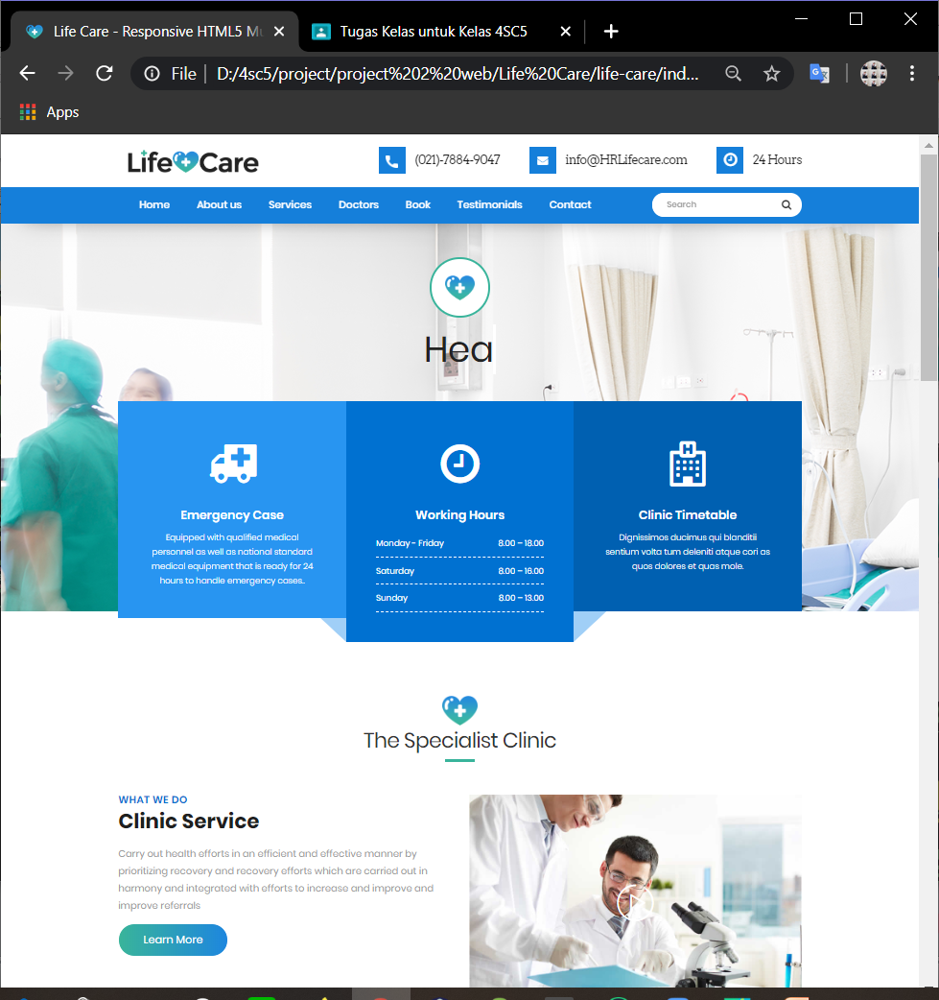 Life Care - Responsive HTML5 Mu
Tugas Kelas untuk Kelas 4SC5
File
D:/4sc5/project/project%202%20web/Life%20Care/life-care/ind...
Apps
Life Care
(021)-7884-9047
info@HRLifecare.com
24 Hours
Home About us Services Doctors Book Testimonials Contact
Search
Hea
Emergency Case
Equipped with qualified medical
personnel as well as national standard
medical equipment that is ready for 24
hours to handle emergency cases..
Working Hours
Monday - Friday 8.00 – 18.00
Saturday 8.00 – 16.00
Sunday 8.00 – 13.00
H
Clinic Timetable
Dignissimos ducimus qui blanditii
sentium volta tum deleniti atque cori as
quos dolores et quas mole.
The Specialist Clinic
WHAT WE DO
Clinic Service
Carry out health efforts in an efficient and effective manner by
prioritizing recovery and recovery efforts which are carried out in
harmony and integrated with efforts to increase and improve and
improve referrals
Learn More